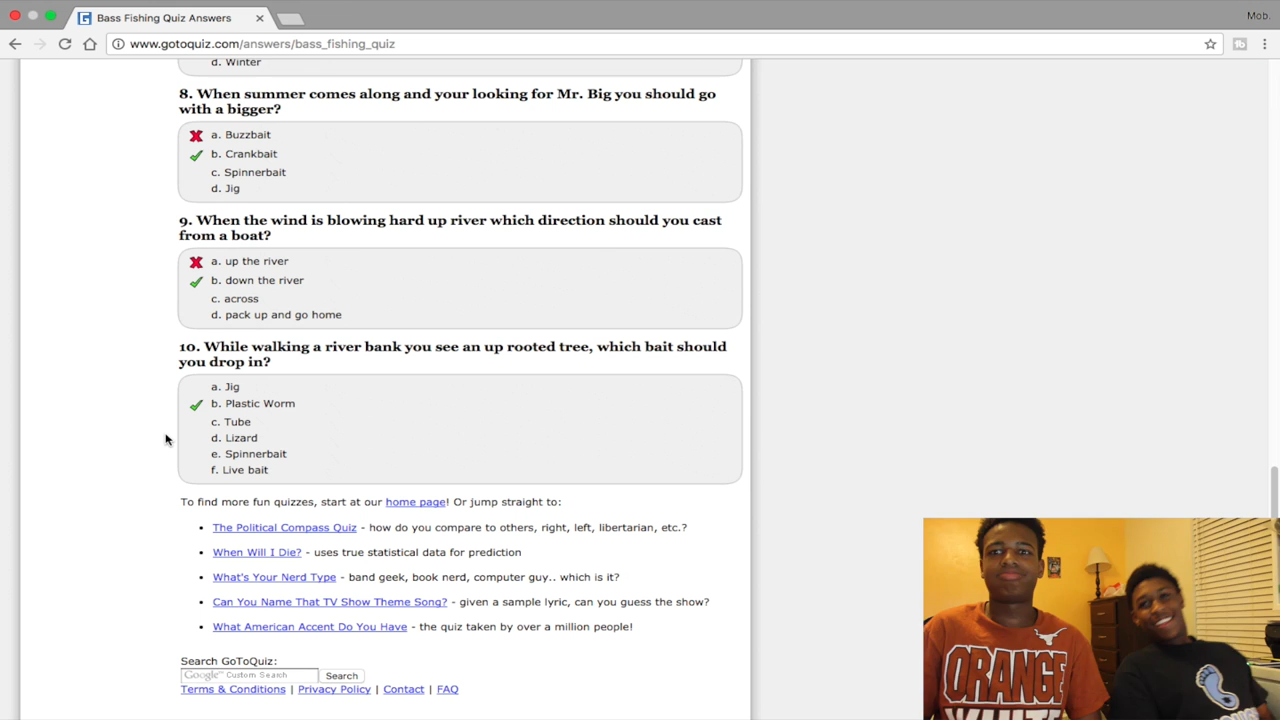 Bass Fishing Quiz Answers
Mob.
www.gotoquiz.com/answers/bass_fishing_quiz
d. Winter
8. When summer comes along and your looking for Mr. Big you should go
with a bigger?
a. Buzzbait
b. Crankbait
c. Spinnerbait
d. Jig
9. When the wind is blowing hard up river which direction should you cast
from a boat?
a. up the river
b. down the river
c. across
d. pack up and go home
10. While walking a river bank you see an up rooted tree, which bait should
you drop in?
a. Jig
b. Plastic Worm
c. Tube
d. Lizard
e. Spinnerbait
f. Live bait
To find more fun quizzes, start at our home page! Or jump straight to:
• The Political Compass Quiz - how do you compare to others, right, left, libertarian, etc.?
• When Will I Die? - uses true statistical data for prediction
• What's Your Nerd Type - band geek, book nerd, computer guy.. which is it?
• Can You Name That TV Show Theme Song? - given a sample lyric, can you guess the show?
• What American Accent Do You Have - the quiz taken by over a million people!
Search GoToQuiz:
Google™ Custom Search
Search
Terms & Conditions | Privacy Policy | Contact | FAQ
ORANGE
WHITE